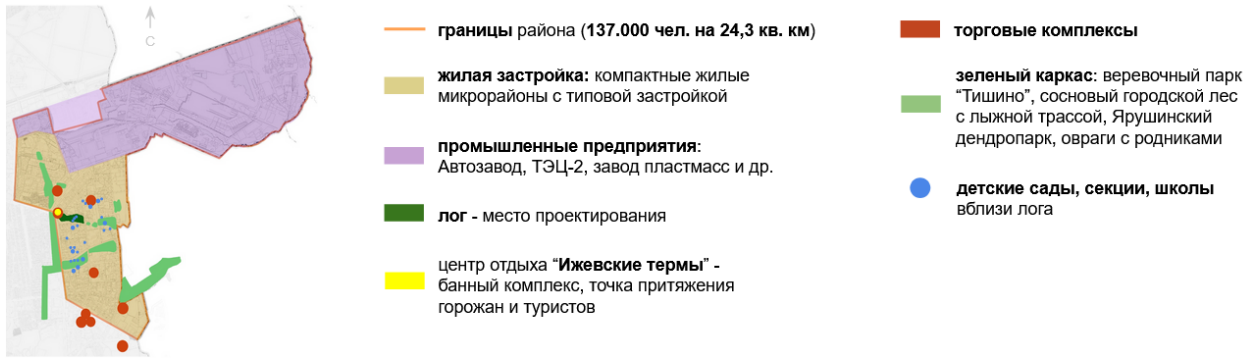 С
границы района (137.000 чел. на 24,3 кв. км)
жилая застройка: компактные жилые
микрорайоны с типовой застройкой
промышленные предприятия:
Автозавод, ТЭЦ-2, завод пластмасс и др.
лог - место проектирования
центр отдыха “Ижевские термы” -
банный комплекс, точка притяжения
горожан и туристов
торговые комплексы
зеленый каркас: веревочный парк
“Тишино”, сосновый городской лес
с лыжной трассой, Ярушинский
дендропарк, овраги с родниками
детские сады, секции, школы
вблизи лога